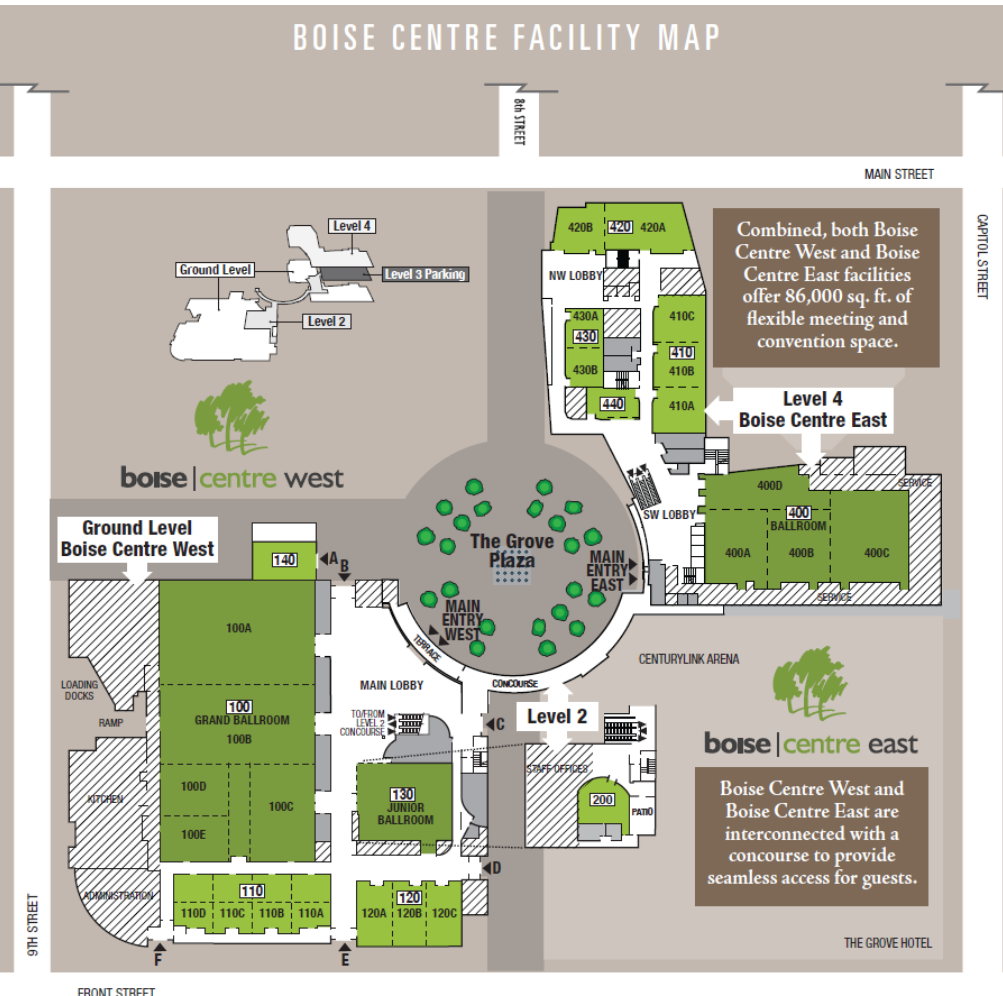 BOISE CENTRE FACILITY MAP
8th STREET
MAIN STREET
CAPITOL STREET
Level 4
Ground Level
Level 3 Parking
Level 2
420B
420
420A
NW LOBBY
430A
430
430B
440
410C
410
410B
410A
Combined, both Boise
Centre West and Boise
Centre East facilities
offer 86,000 sq. ft. of
flexible meeting and
convention space.
Level 4
Boise Centre East
boise | centre west
Ground Level
Boise Centre West
140
A
B
The Grove
Plaza
MAIN
ENTRY
EAST
MAIN
ENTRY
WEST
SW LOBBY
400D
400
BALLROOM
400A
400B
400C
SERVICE
SERVICE
TERRACE
CONCOURSE
CENTURYLINK ARENA
100A
LOADING
DOCKS
RAMP
100
GRAND BALLROOM
100B
100D
100C
100E
KITCHEN
ADMINISTRATION
MAIN LOBBY
TO/FROM
LEVEL 2
CONCOURSE
C
Level 2
STAFF OFFICES
200
PATIO
130
JUNIOR
BALLROOM
D
110
110D
110C
110B
110A
120
120A
120B
120C
F
E
boise | centre east
Boise Centre West and
Boise Centre East are
interconnected with a
concourse to provide
seamless access for guests.
THE GROVE HOTEL
9TH STREET
FRONT STREET